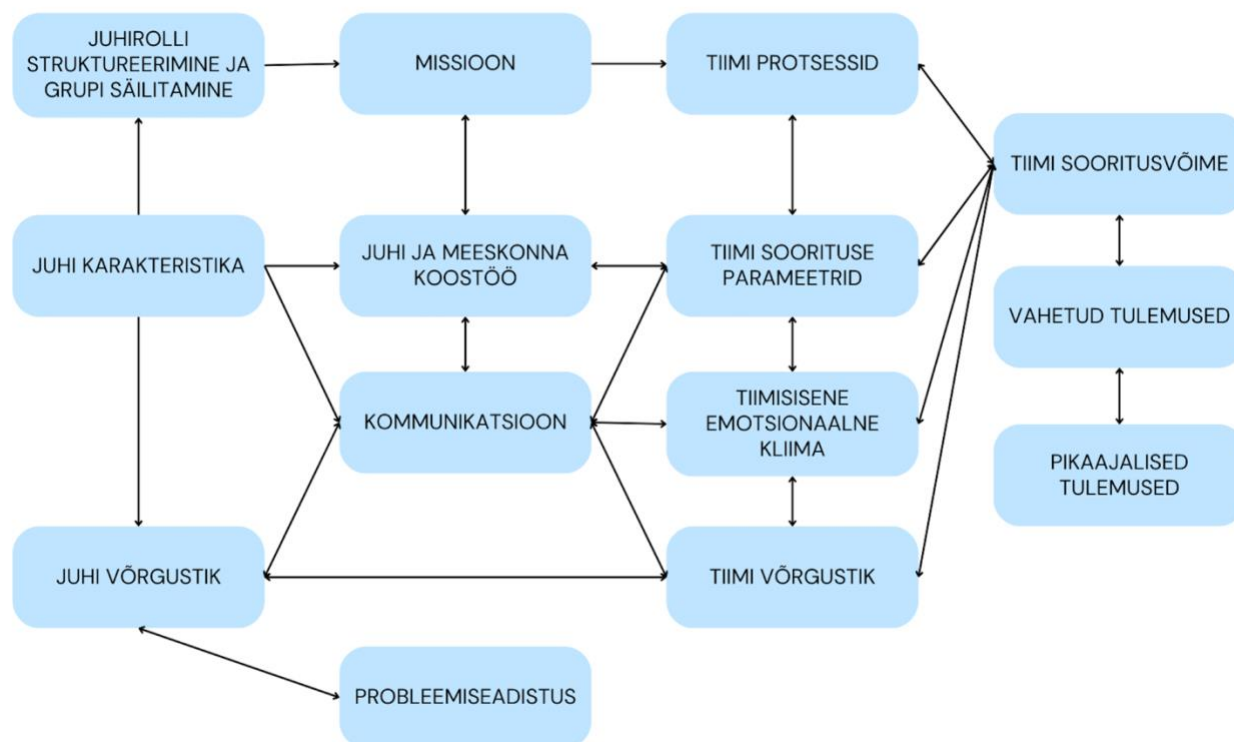 JUHIROLLI
STRUKTUREERIMINE JA
GRUPI SÄILITAMINE
MISSIOON
TIIMI PROTSESSID
TIIMI SOORITUSVÕIME
JUHI KARAKTERISTIKA
JUHI JA MEESKONNA
KOOSTÖÖ
TIIMI SOORITUSE
PARAMEETRID
VAHETUD TULEMUSED
KOMMUNIKATSIOON
TIIMISISENE
EMOTSIONAALNE
KLIIMA
PIKAAJALISED
TULEMUSED
JUHI VÕRGUSTIK
TIIMI VÕRGUSTIK
PROBLEEMISEADISTUS